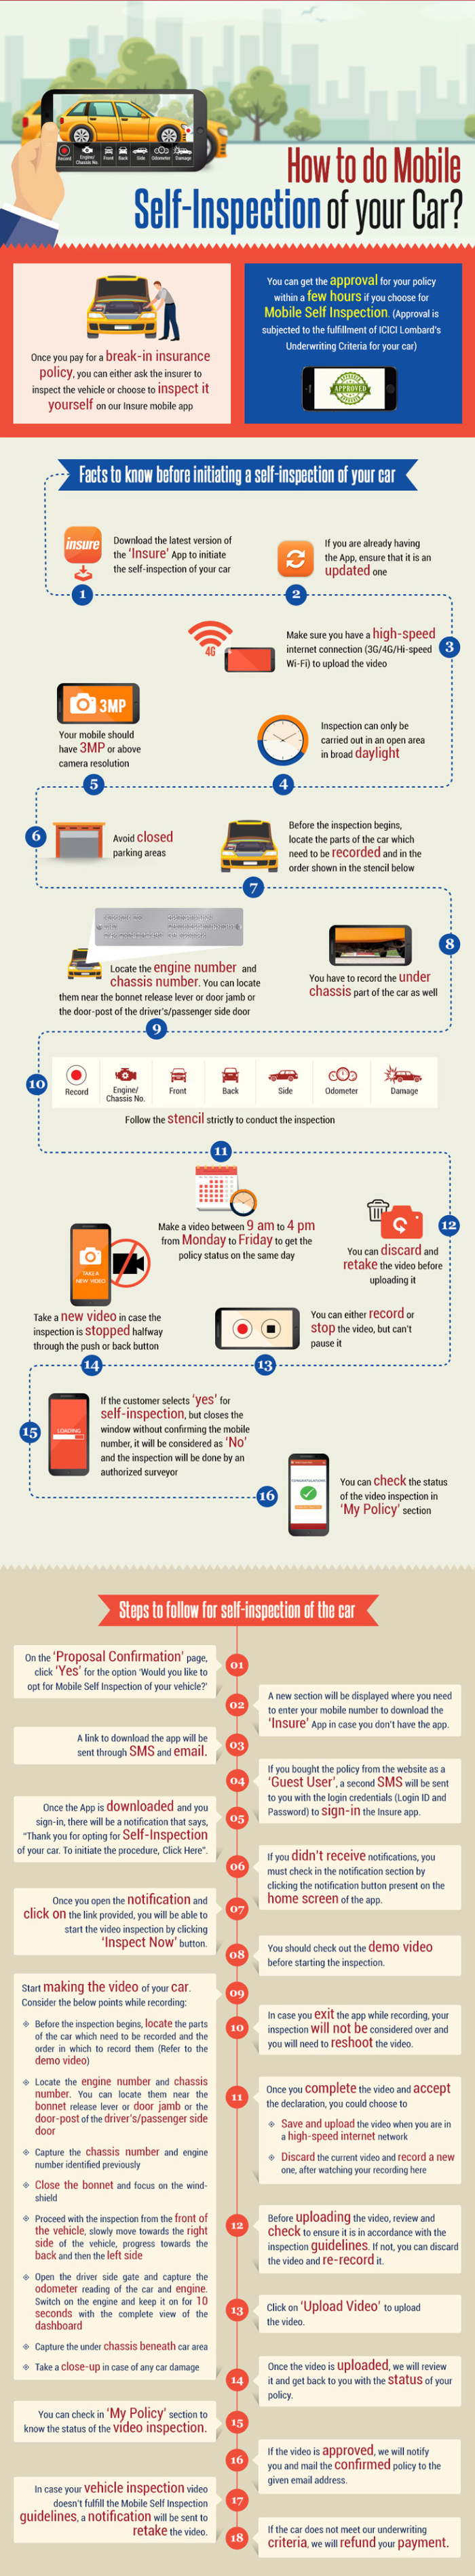 Record
Engine/
Chassis No.
Front
Back
Side
Odometer
Damage
How to do Mobile
Self-Inspection of your Car?
Once you pay for a break-in insurance
policy, you can either ask the insurer to
inspect the vehicle or choose to inspect it
yourself on our Insure mobile app
You can get the approval for your policy
within a few hours if you choose for
Mobile Self Inspection. (Approval is
subjected to the fulfillment of ICICI Lombard's
Underwriting Criteria for your car)
APPROVED
Facts to know before initiating a self-inspection of your car
insure
Download the latest version of
the 'Insure' App to initiate
the self-inspection of your car
1
If you are already having
the App, ensure that it is an
updated one
2
4G
Make sure you have a high-speed
internet connection (3G/4G/Hi-speed
Wi-Fi) to upload the video
3
3MP
Your mobile should
have 3MP or above
camera resolution
5
Inspection can only be
carried out in an open area
in broad daylight
4
6
Avoid closed
parking areas
Before the inspection begins,
locate the parts of the car which
need to be recorded and in the
order shown in the stencil below
7
Locate the engine number and
chassis number. You can locate
them near the bonnet release lever or door jamb or
the door-post of the driver's/passenger side door
9
8
You have to record the under
chassis part of the car as well
10
Record
Engine/
Chassis No.
Front
Back
Side
Odometer
Damage
Follow the stencil strictly to conduct the inspection
11
Make a video between 9 am to 4 pm
from Monday to Friday to get the
policy status on the same day
12
You can discard and
retake the video before
uploading it
TAKE A
NEW VIDEO
Take a new video in case the
inspection is stopped halfway
through the push or back button
14
You can either record or
stop the video, but can't
pause it
13
15
LOADING
If the customer selects 'yes' for
self-inspection, but closes the
window without confirming the mobile
number, it will be considered as 'No'
and the inspection will be done by an
authorized surveyor
16
CONGRATULATIONS
You can check the status
of the video inspection in
'My Policy' section
Steps to follow for self-inspection of the car
01
On the 'Proposal Confirmation' page,
click 'Yes' for the option 'Would you like to
opt for Mobile Self Inspection of your vehicle?'
02
A new section will be displayed where you need
to enter your mobile number to download the
'Insure' App in case you don't have the app.
03
A link to download the app will be
sent through SMS and email.
04
If you bought the policy from the website as a
'Guest User', a second SMS will be sent
to you with the login credentials (Login ID and
Password) to sign-in the Insure app.
05
Once the App is downloaded and you
sign-in, there will be a notification that says,
"Thank you for opting for Self-Inspection
of your car. To initiate the procedure, Click Here".
06
If you didn't receive notifications, you
must check in the notification section by
clicking the notification button present on the
home screen of the app.
07
Once you open the notification and
click on the link provided, you will be able to
start the video inspection by clicking
'Inspect Now' button.
08
You should check out the demo video
before starting the inspection.
09
Start making the video of your car.
Consider the below points while recording:
Before the inspection begins, locate the parts
of the car which need to be recorded and the
order in which to record them (Refer to the
demo video)
Locate the engine number and chassis
number. You can locate them near the
bonnet release lever or door jamb or the
door-post of the driver's/passenger side
door
Capture the chassis number and engine
number identified previously
Close the bonnet and focus on the wind-
shield
Proceed with the inspection from the front of
the vehicle, slowly move towards the right
side of the vehicle, progress towards the
back and then the left side
Open the driver side gate and capture the
odometer reading of the car and engine.
Switch on the engine and keep it on for 10
seconds with the complete view of the
dashboard
Capture the under chassis beneath car area
Take a close-up in case of any car damage
10
In case you exit the app while recording, your
inspection will not be considered over and
you will need to reshoot the video.
11
Once you complete the video and accept
the declaration, you could choose to
Save and upload the video when you are in
a high-speed internet network
Discard the current video and record a new
one, after watching your recording here
12
Before uploading the video, review and
check to ensure it is in accordance with the
inspection guidelines. If not, you can discard
the video and re-record it.
13
Click on 'Upload Video' to upload
the video.
14
Once the video is uploaded, we will review
it and get back to you with the status of your
policy.
15
You can check in 'My Policy' section to
know the status of the video inspection.
16
If the video is approved, we will notify
you and mail the confirmed policy to the
given email address.
17
In case your vehicle inspection video
doesn't fulfill the Mobile Self Inspection
guidelines, a notification will be sent to
retake the video.
18
If the car does not meet our underwriting
criteria, we will refund your payment.